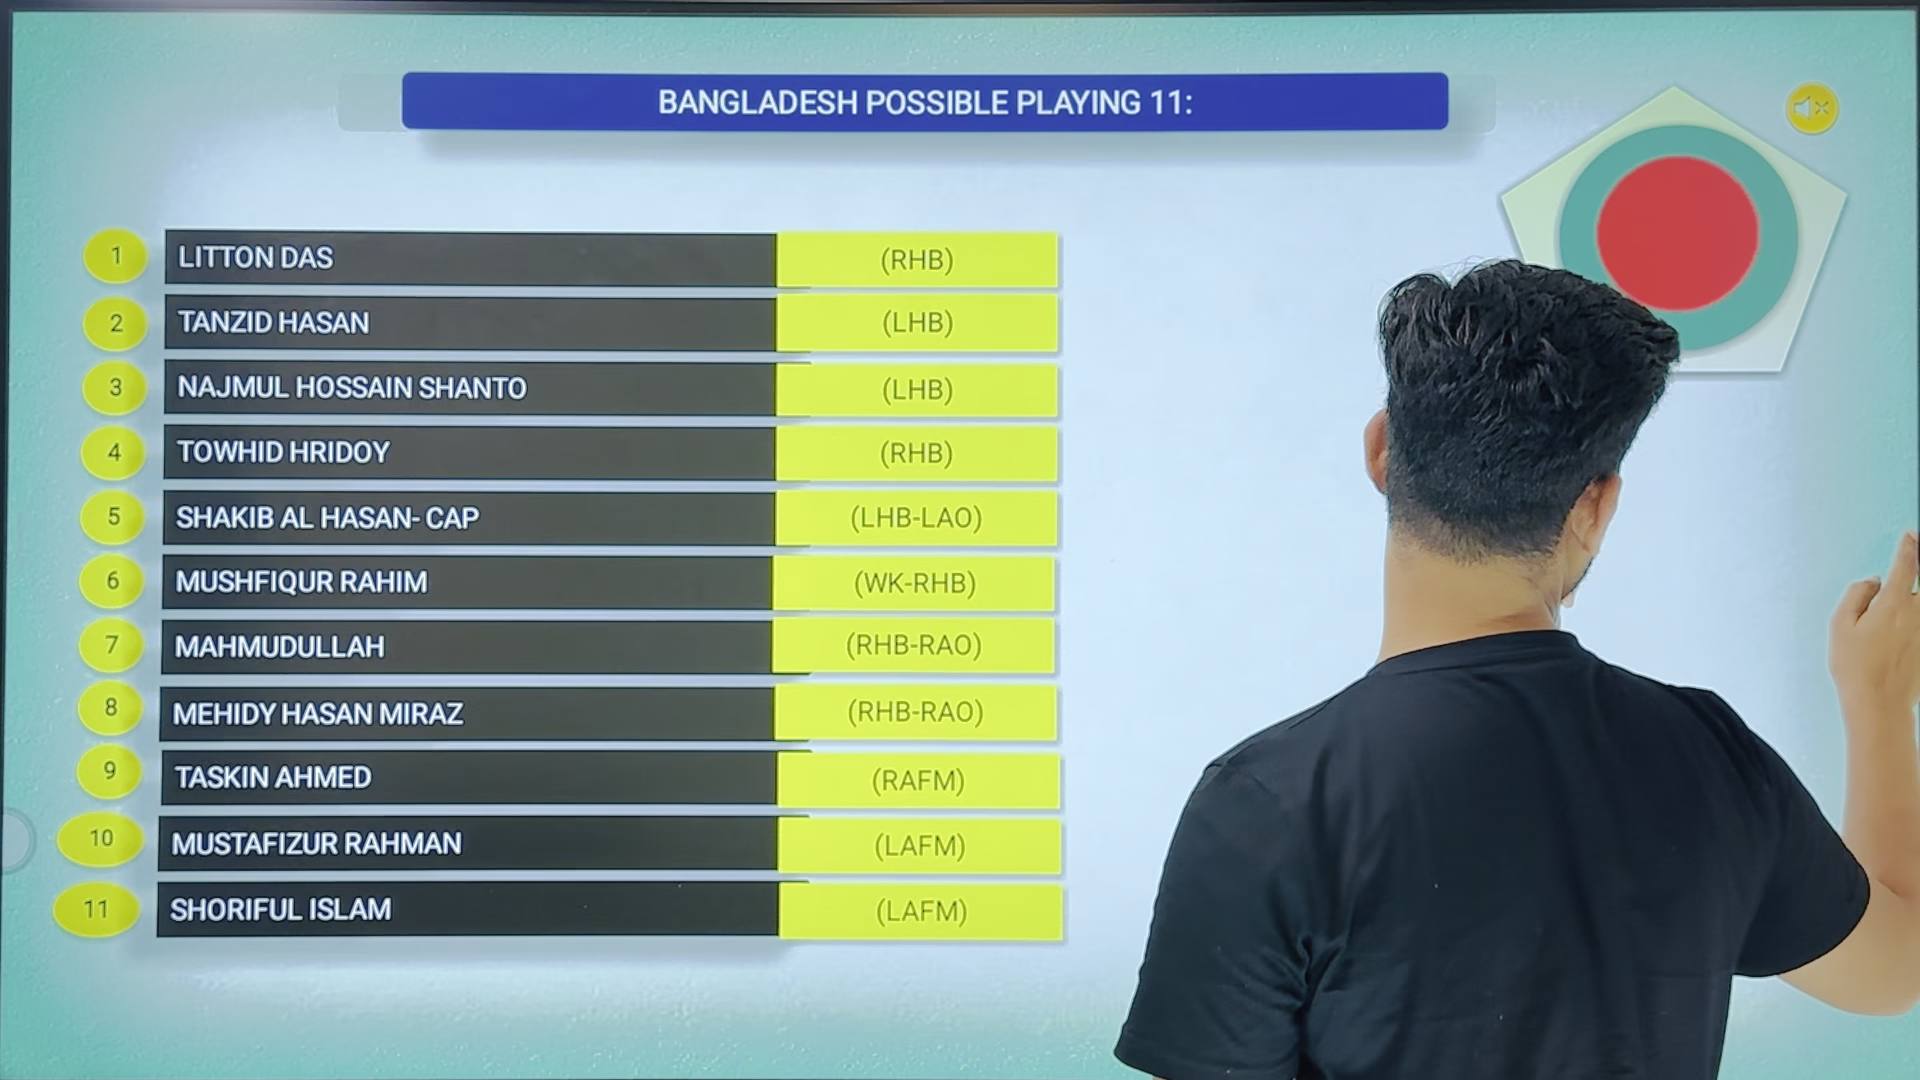 BANGLADESH POSSIBLE PLAYING 11:
1 LITTON DAS (RHB)
2 TANZID HASAN (LHB)
3 NAJMUL HOSSAIN SHANTO (LHB)
4 TOWHID HRIDOY (RHB)
5 SHAKIB AL HASAN- CAP (LHB-LAO)
6 MUSHFIQUR RAHIM (WK-RHB)
7 MAHMUDULLAH (RHB-RAO)
8 MEHIDY HASAN MIRAZ (RHB-RAO)
9 TASKIN AHMED (RAFM)
10 MUSTAFIZUR RAHMAN (LAFM)
11 SHORIFUL ISLAM (LAFM)